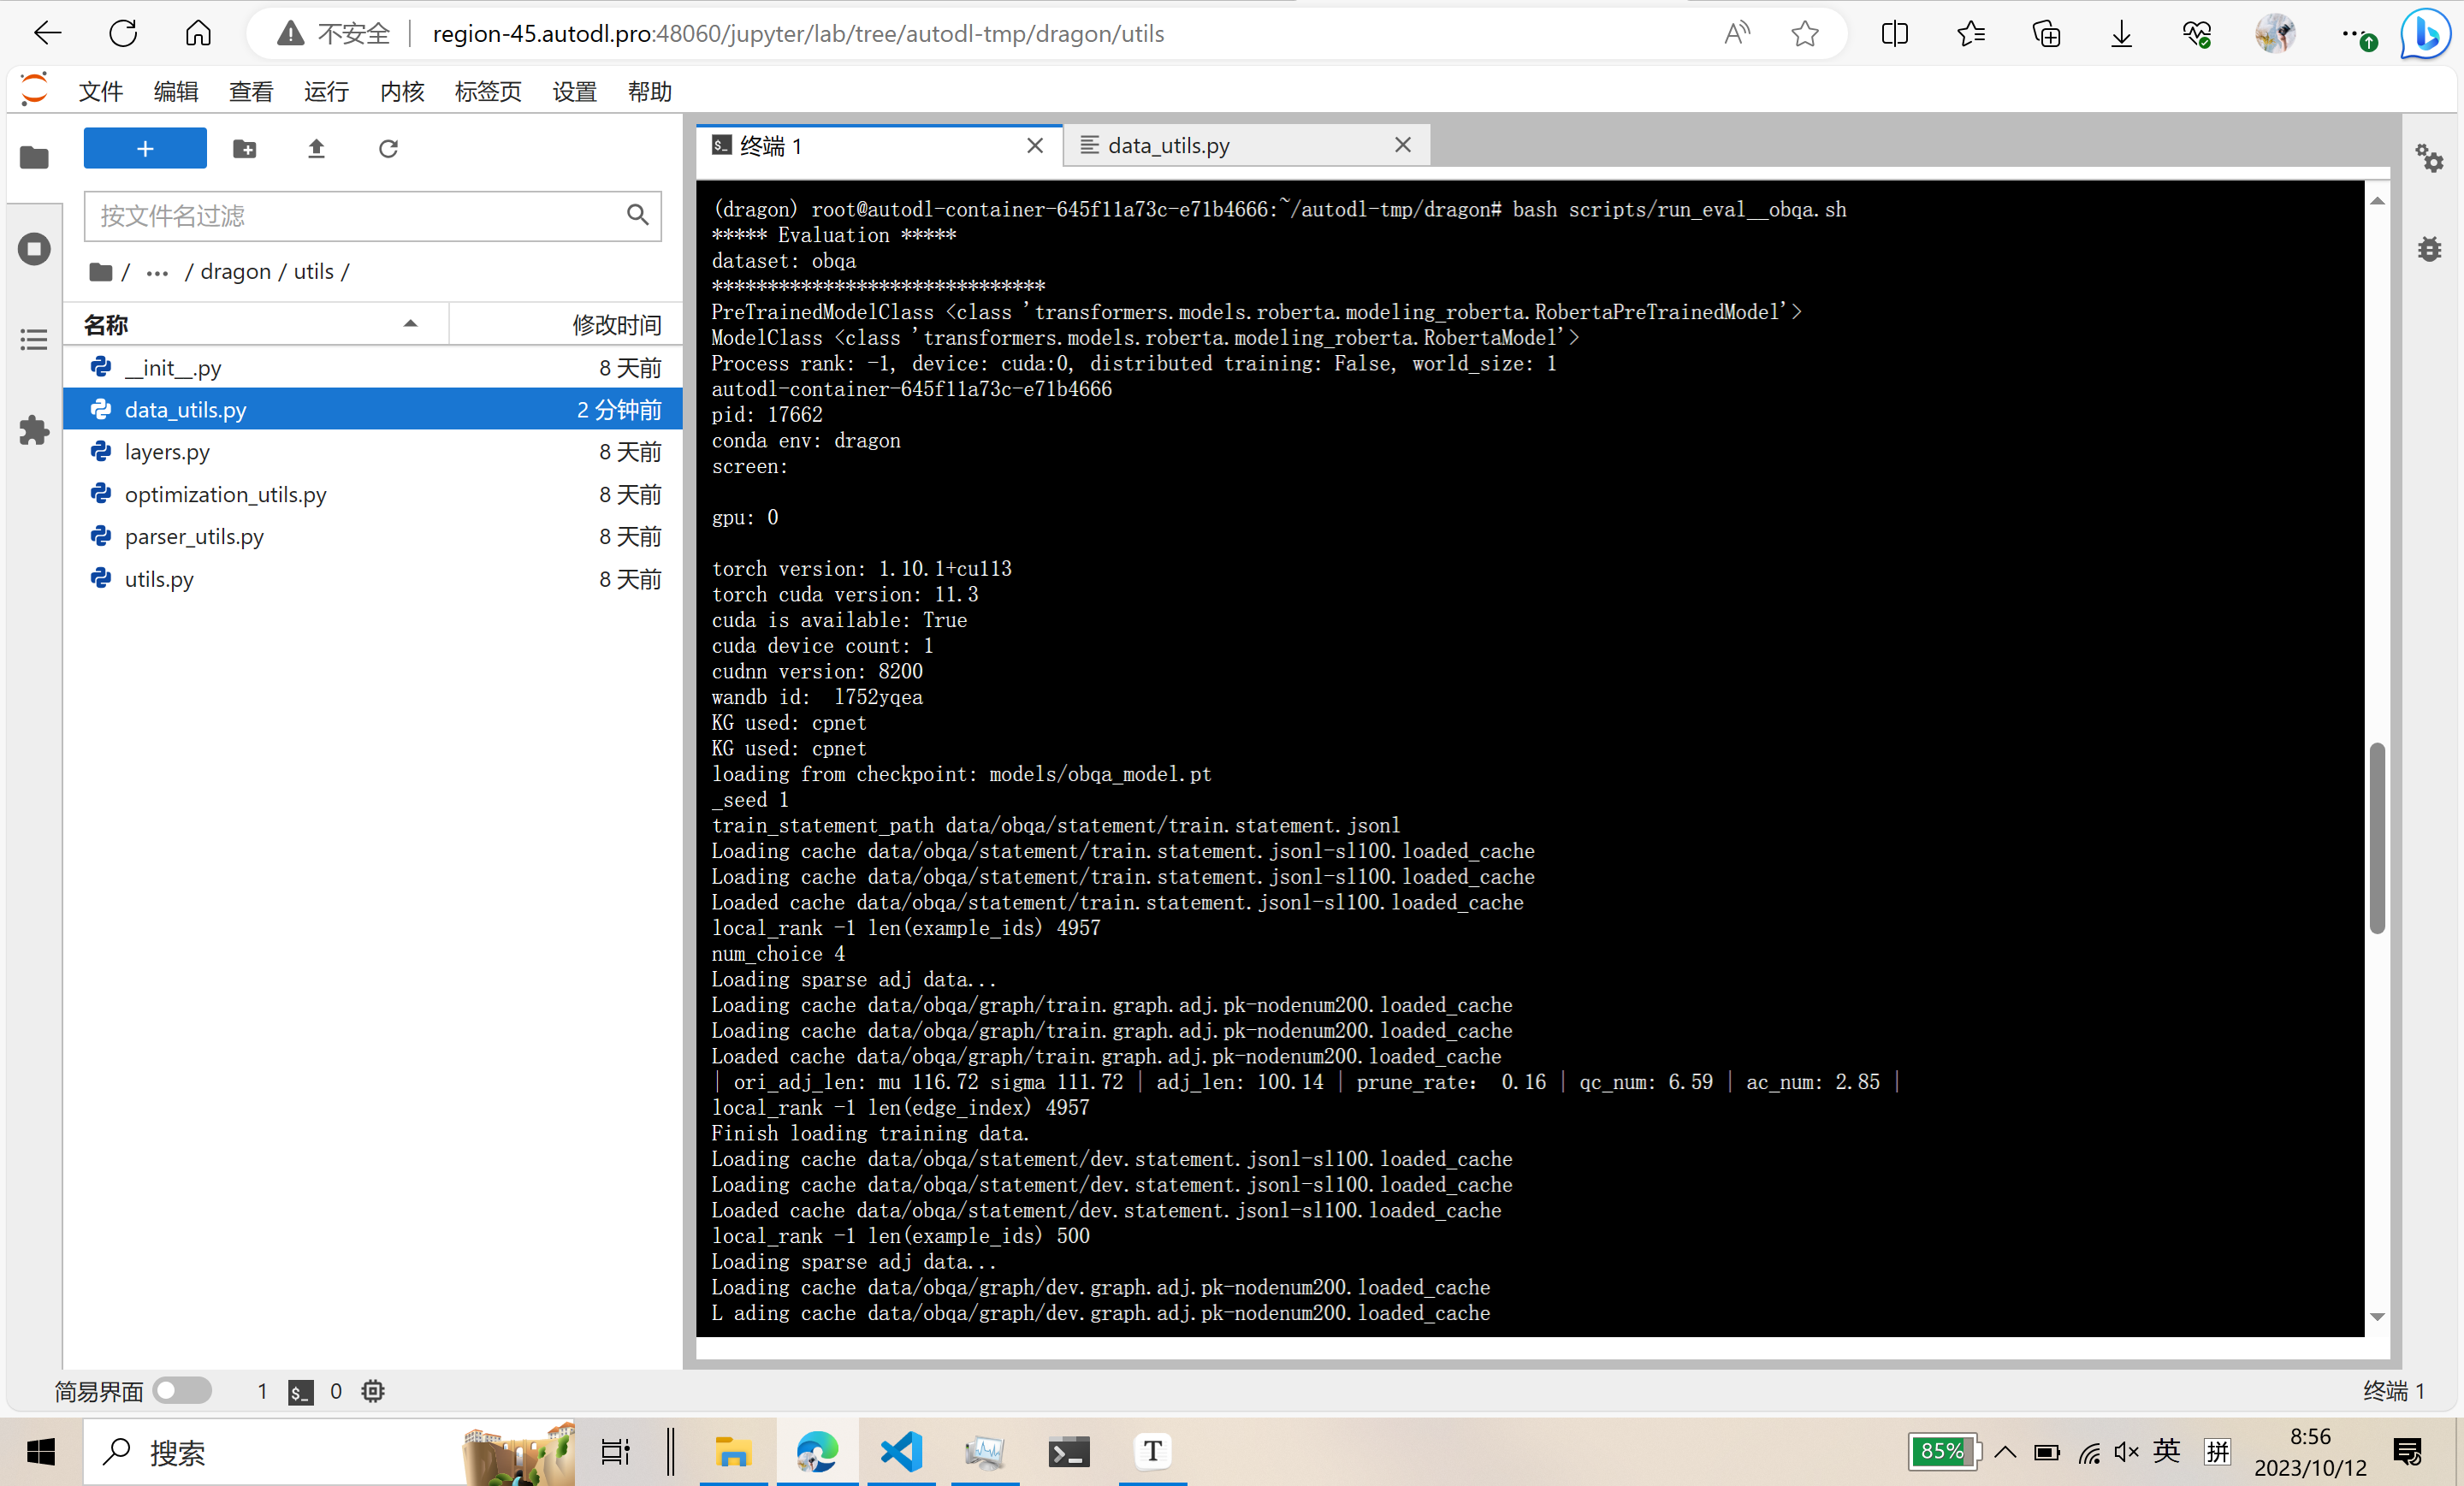 不安全
region-45.autodl.pro:48060/jupyter/lab/tree/autodl-tmp/dragon/utils
文件 编辑 查看 运行 内核 标签页 设置 帮助
终端 1
data_utils.py
按文件名过滤
/ … / dragon / utils /
名称 修改时间
__init__.py 8 天前
data_utils.py 2 分钟前
layers.py 8 天前
optimization_utils.py 8 天前
parser_utils.py 8 天前
utils.py 8 天前
(dragon) root@autodl-container-645f11a73c-e71b4666:~/autodl-tmp/dragon# bash scripts/run_eval__obqa.sh
***** Evaluation *****
dataset: obqa
******************************
PreTrainedModelClass <class 'transformers.models.roberta.modeling_roberta.RobertaPreTrainedModel'>
ModelClass <class 'transformers.models.roberta.modeling_roberta.RobertaModel'>
Process rank: -1, device: cuda:0, distributed training: False, world_size: 1
autodl-container-645f11a73c-e71b4666
pid: 17662
conda env: dragon
screen:
gpu: 0
torch version: 1.10.1+cu113
torch cuda version: 11.3
cuda is available: True
cuda device count: 1
cudnn version: 8200
wandb id:  l752yqea
KG used: cpnet
KG used: cpnet
loading from checkpoint: models/obqa_model.pt
_seed 1
train_statement_path data/obqa/statement/train.statement.jsonl
Loading cache data/obqa/statement/train.statement.jsonl-sl100.loaded_cache
Loading cache data/obqa/statement/train.statement.jsonl-sl100.loaded_cache
Loaded cache data/obqa/statement/train.statement.jsonl-sl100.loaded_cache
local_rank -1 len(example_ids) 4957
num_choice 4
Loading sparse adj data...
Loading cache data/obqa/graph/train.graph.adj.pk-nodenum200.loaded_cache
Loading cache data/obqa/graph/train.graph.adj.pk-nodenum200.loaded_cache
Loaded cache data/obqa/graph/train.graph.adj.pk-nodenum200.loaded_cache
| ori_adj_len: mu 116.72 sigma 111.72 | adj_len: 100.14 | prune_rate： 0.16 | qc_num: 6.59 | ac_num: 2.85 |
local_rank -1 len(edge_index) 4957
Finish loading training data.
Loading cache data/obqa/statement/dev.statement.jsonl-sl100.loaded_cache
Loading cache data/obqa/statement/dev.statement.jsonl-sl100.loaded_cache
Loaded cache data/obqa/statement/dev.statement.jsonl-sl100.loaded_cache
local_rank -1 len(example_ids) 500
Loading sparse adj data...
Loading cache data/obqa/graph/dev.graph.adj.pk-nodenum200.loaded_cache
L ading cache data/obqa/graph/dev.graph.adj.pk-nodenum200.loaded_cache
简易界面 1 0 终端 1
搜索
85% 英 拼
8:56
2023/10/12